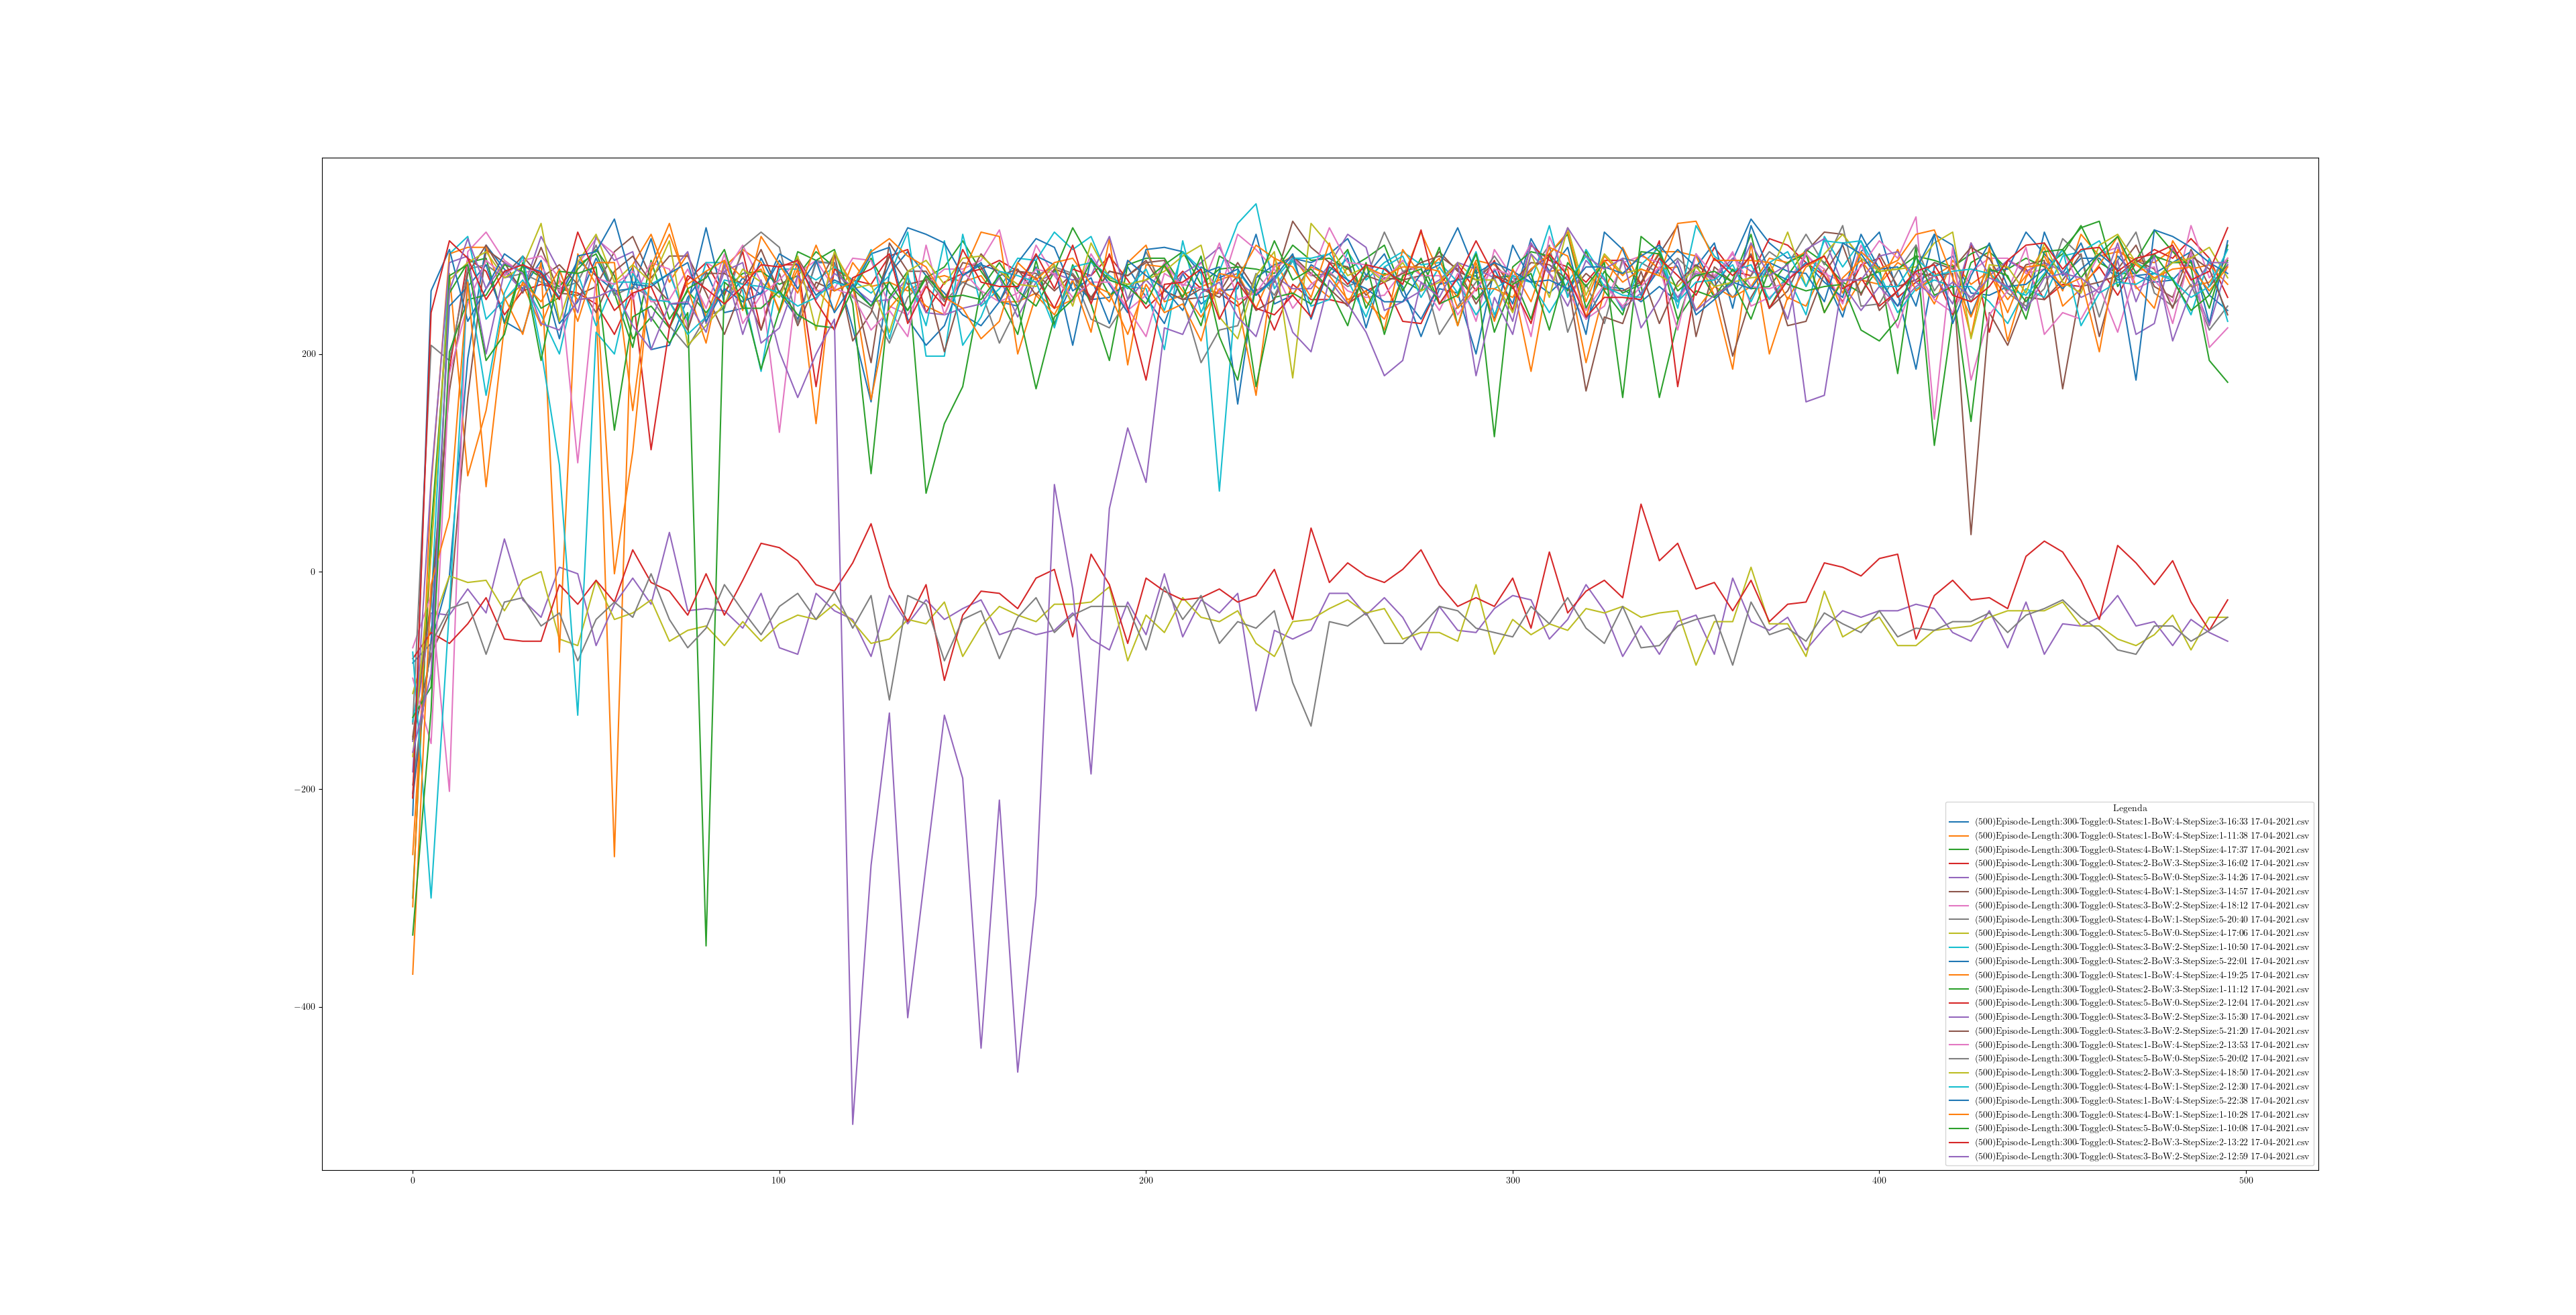 200
0
−200
−400
0
100
200
300
400
500
Legenda
(500)Episode-Length:300-Toggle:0-States:1-BoW:4-StepSize:3-16:33 17-04-2021.csv
(500)Episode-Length:300-Toggle:0-States:1-BoW:4-StepSize:1-11:38 17-04-2021.csv
(500)Episode-Length:300-Toggle:0-States:4-BoW:1-StepSize:4-17:37 17-04-2021.csv
(500)Episode-Length:300-Toggle:0-States:2-BoW:3-StepSize:3-16:02 17-04-2021.csv
(500)Episode-Length:300-Toggle:0-States:5-BoW:0-StepSize:3-14:26 17-04-2021.csv
(500)Episode-Length:300-Toggle:0-States:4-BoW:1-StepSize:3-14:57 17-04-2021.csv
(500)Episode-Length:300-Toggle:0-States:3-BoW:2-StepSize:4-18:12 17-04-2021.csv
(500)Episode-Length:300-Toggle:0-States:4-BoW:1-StepSize:5-20:40 17-04-2021.csv
(500)Episode-Length:300-Toggle:0-States:5-BoW:0-StepSize:4-17:06 17-04-2021.csv
(500)Episode-Length:300-Toggle:0-States:3-BoW:2-StepSize:1-10:50 17-04-2021.csv
(500)Episode-Length:300-Toggle:0-States:2-BoW:3-StepSize:5-22:01 17-04-2021.csv
(500)Episode-Length:300-Toggle:0-States:1-BoW:4-StepSize:4-19:25 17-04-2021.csv
(500)Episode-Length:300-Toggle:0-States:2-BoW:3-StepSize:1-11:12 17-04-2021.csv
(500)Episode-Length:300-Toggle:0-States:5-BoW:0-StepSize:2-12:04 17-04-2021.csv
(500)Episode-Length:300-Toggle:0-States:3-BoW:2-StepSize:3-15:30 17-04-2021.csv
(500)Episode-Length:300-Toggle:0-States:3-BoW:2-StepSize:5-21:20 17-04-2021.csv
(500)Episode-Length:300-Toggle:0-States:1-BoW:4-StepSize:2-13:53 17-04-2021.csv
(500)Episode-Length:300-Toggle:0-States:5-BoW:0-StepSize:5-20:02 17-04-2021.csv
(500)Episode-Length:300-Toggle:0-States:2-BoW:3-StepSize:4-18:50 17-04-2021.csv
(500)Episode-Length:300-Toggle:0-States:4-BoW:1-StepSize:2-12:30 17-04-2021.csv
(500)Episode-Length:300-Toggle:0-States:1-BoW:4-StepSize:5-22:38 17-04-2021.csv
(500)Episode-Length:300-Toggle:0-States:4-BoW:1-StepSize:1-10:28 17-04-2021.csv
(500)Episode-Length:300-Toggle:0-States:5-BoW:0-StepSize:1-10:08 17-04-2021.csv
(500)Episode-Length:300-Toggle:0-States:2-BoW:3-StepSize:2-13:22 17-04-2021.csv
(500)Episode-Length:300-Toggle:0-States:3-BoW:2-StepSize:2-12:59 17-04-2021.csv